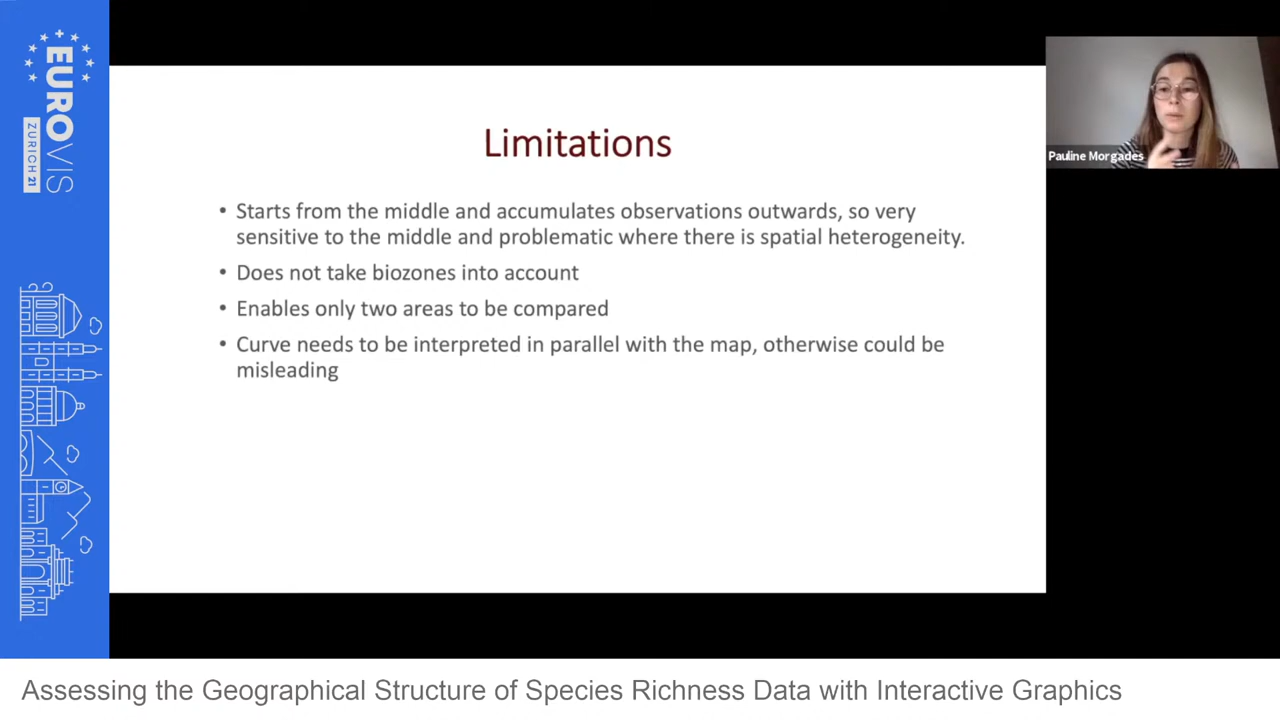 EUROVIS
ZURICH 21
Limitations
• Starts from the middle and accumulates observations outwards, so very
sensitive to the middle and problematic where there is spatial heterogeneity.
• Does not take biozones into account
• Enables only two areas to be compared
• Curve needs to be interpreted in parallel with the map, otherwise could be
misleading
Pauline Morgades
Assessing the Geographical Structure of Species Richness Data with Interactive Graphics